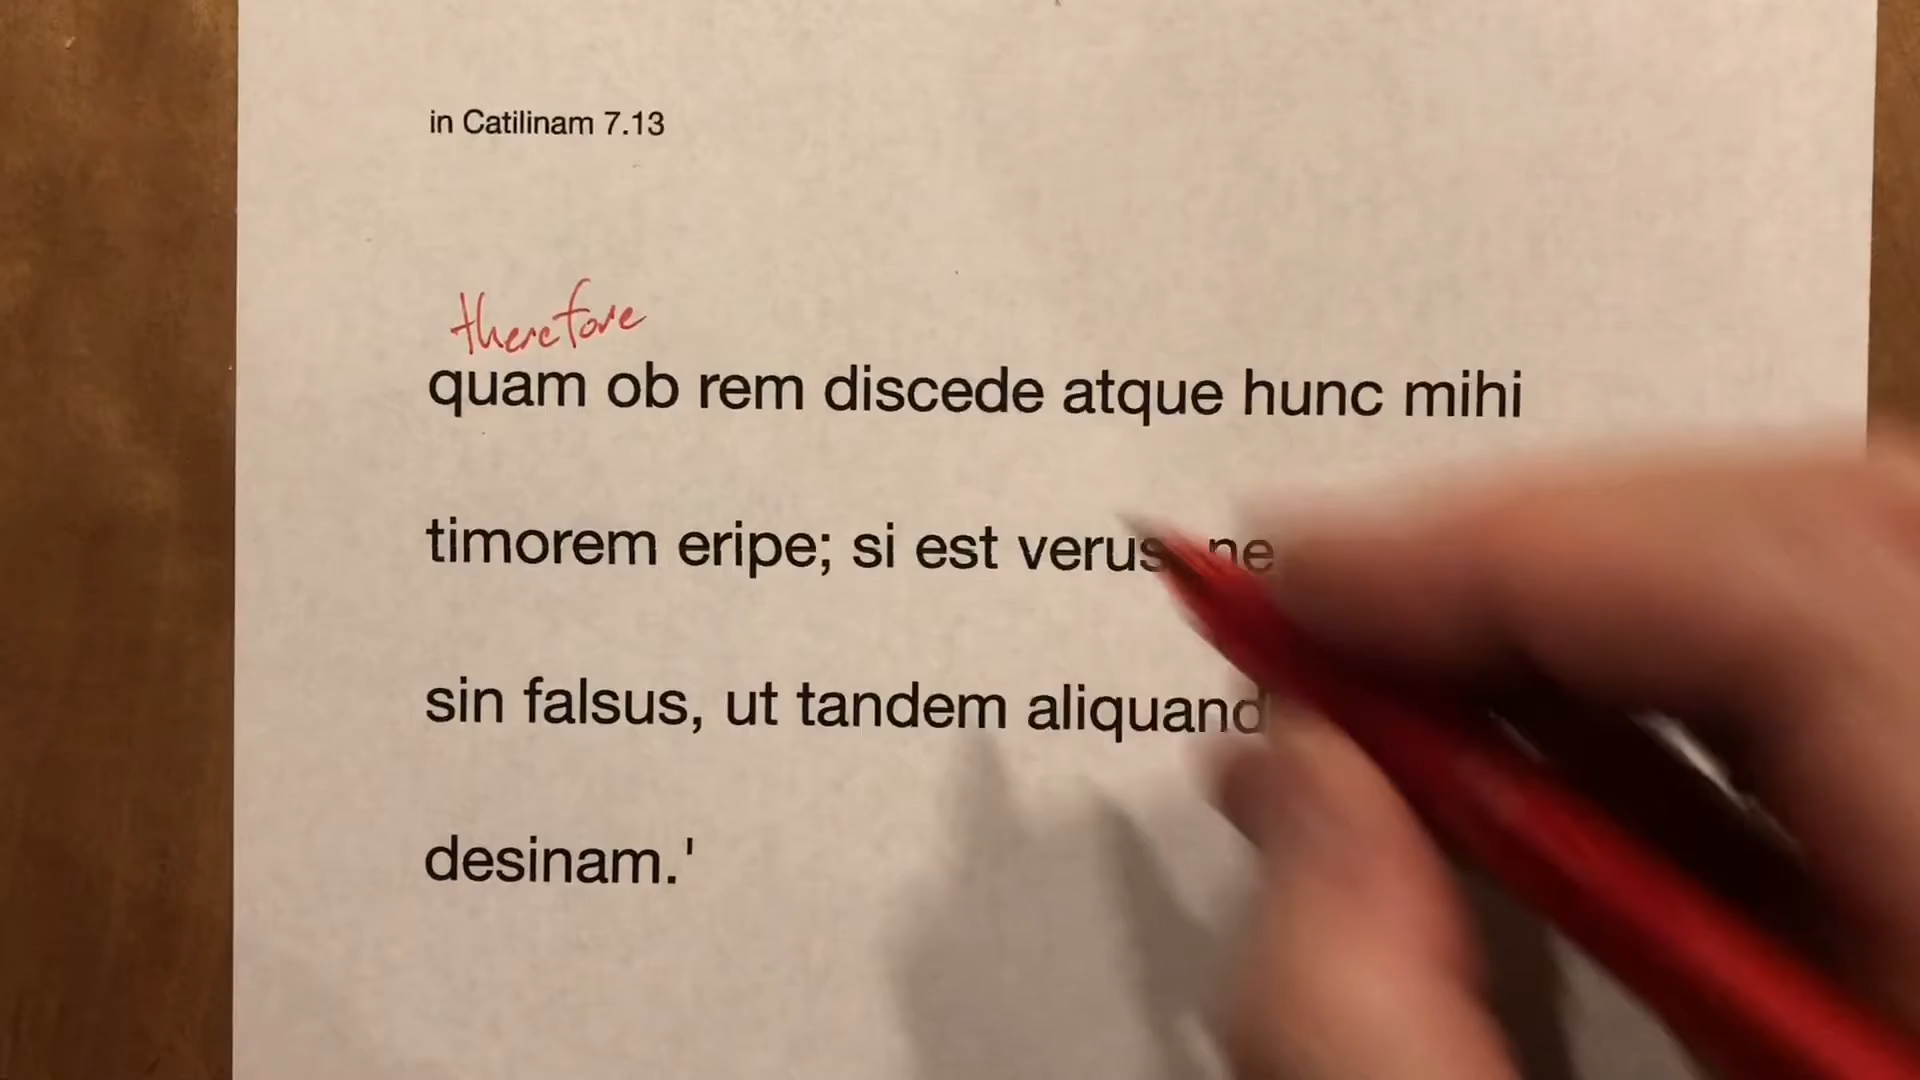 in Catilinam 7.13
therefore
quam ob rem discede atque hunc mihi
timorem eripe; si est verus, ne
sin falsus, ut tandem aliquand
desinam.'